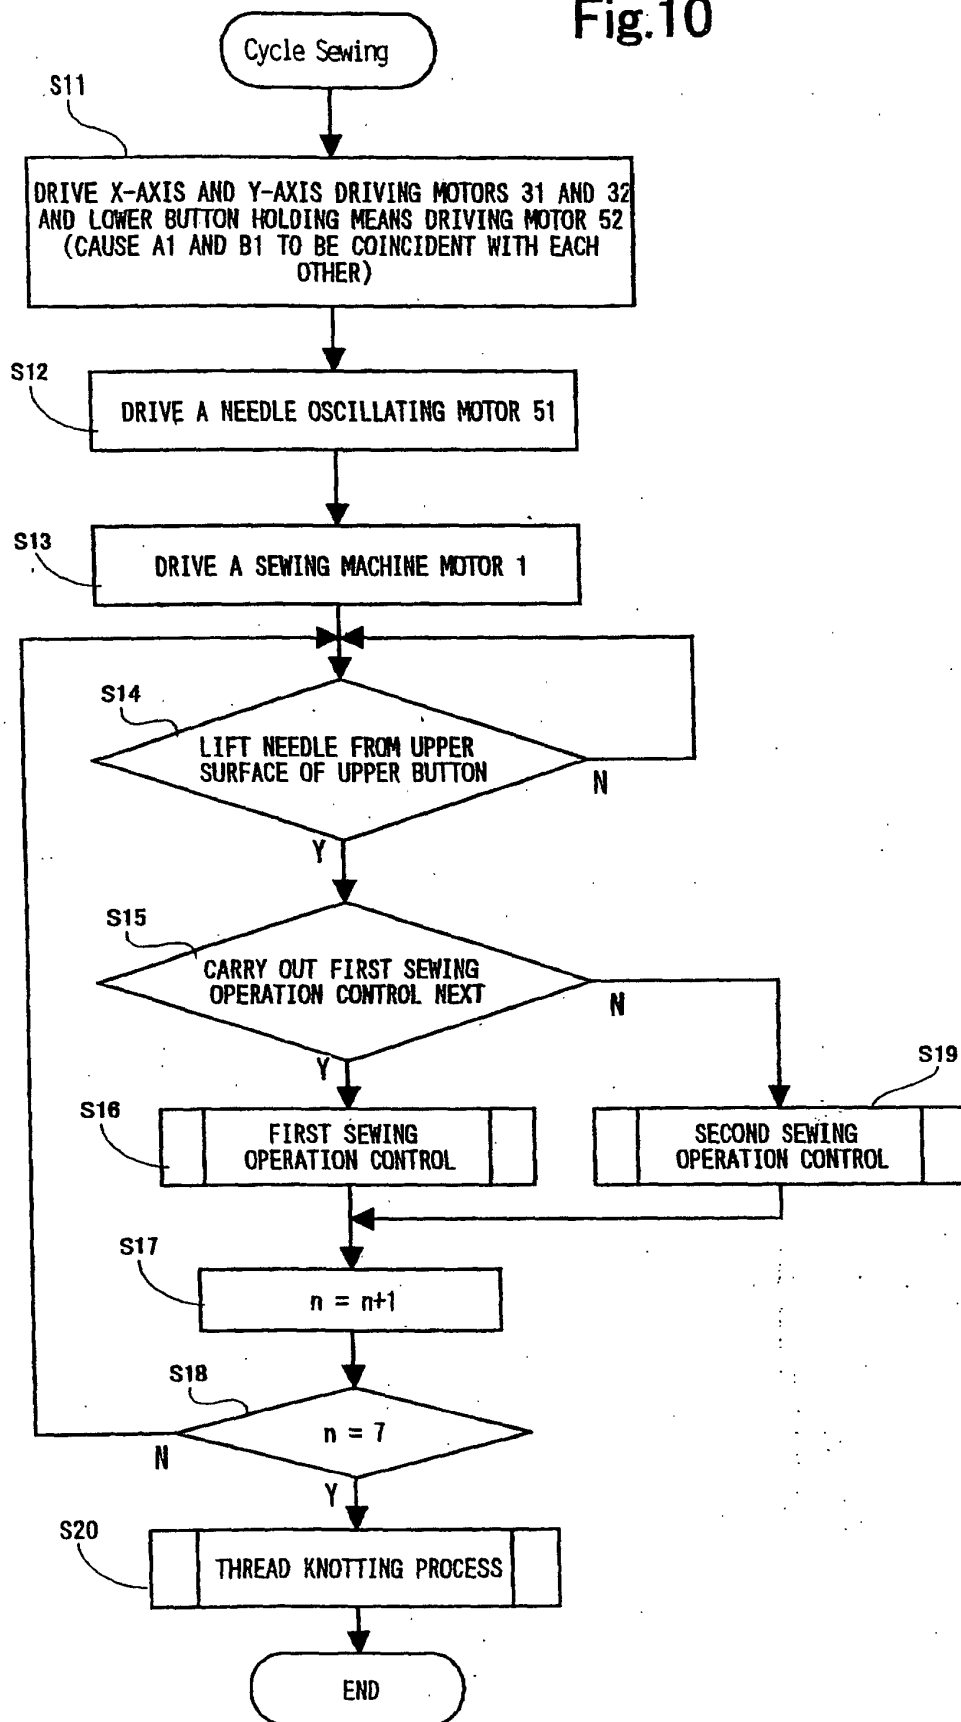 Fig.10
Cycle Sewing
S11
DRIVE X-AXIS AND Y-AXIS DRIVING MOTORS 31 AND 32
AND LOWER BUTTON HOLDING MEANS DRIVING MOTOR 52
(CAUSE A1 AND B1 TO BE COINCIDENT WITH EACH
OTHER)
S12
DRIVE A NEEDLE OSCILLATING MOTOR 51
S13
DRIVE A SEWING MACHINE MOTOR 1
S14
LIFT NEEDLE FROM UPPER
SURFACE OF UPPER BUTTON
N
Y
S15
CARRY OUT FIRST SEWING
OPERATION CONTROL NEXT
N
Y
S16
FIRST SEWING
OPERATION CONTROL
S19
SECOND SEWING
OPERATION CONTROL
S17
n = n+1
S18
n = 7
N
Y
S20
THREAD KNOTTING PROCESS
END